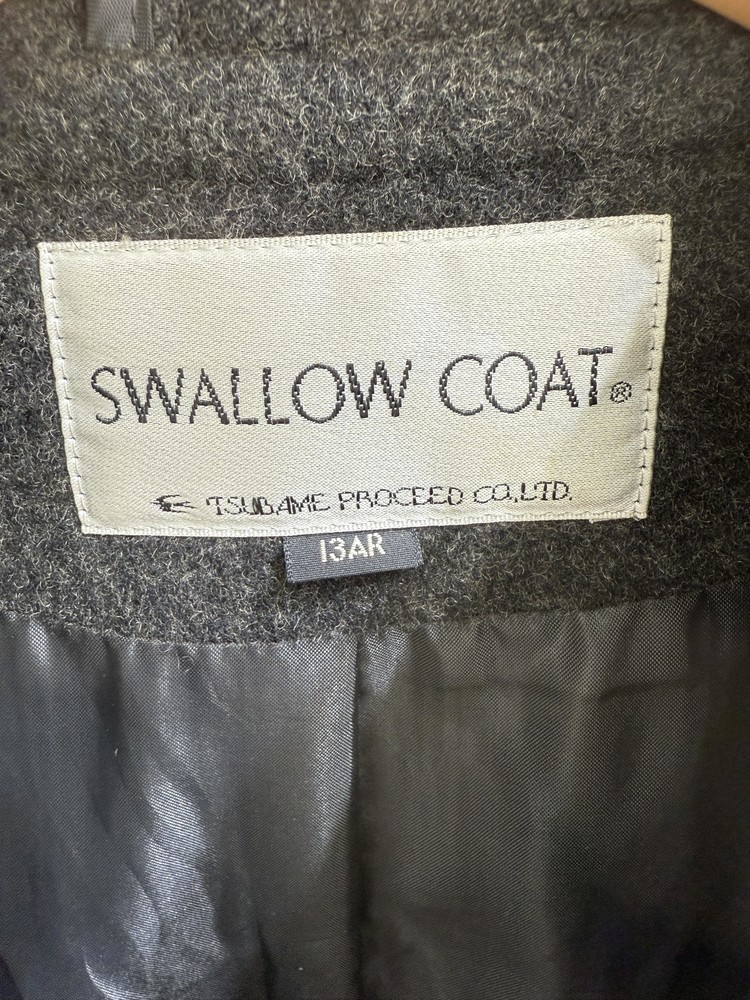 SWALLOW COAT®
TSUBAME PROCEED CO.,LTD.
13AR